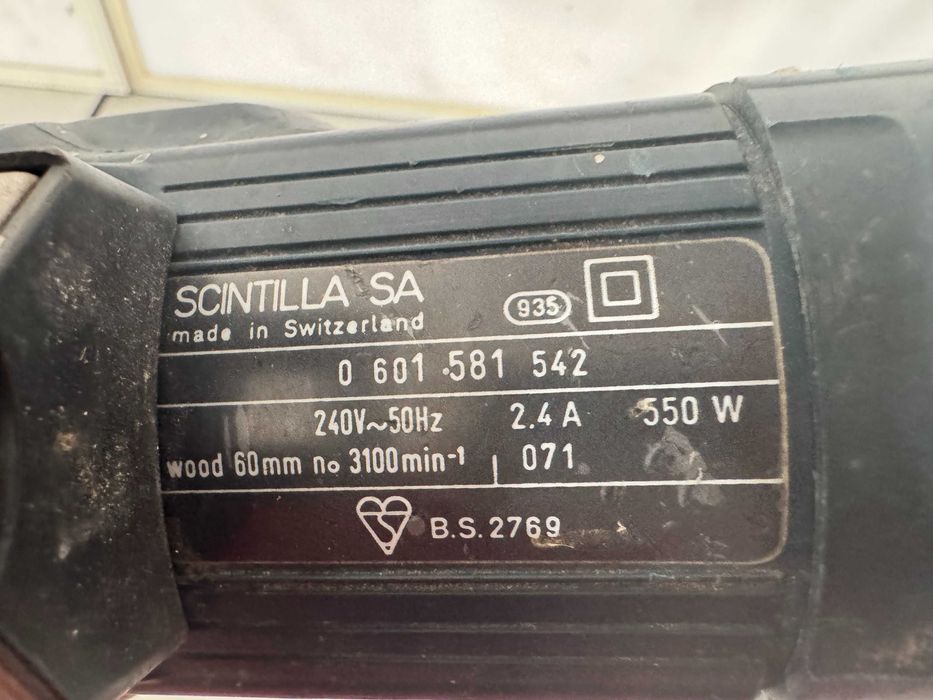 SCINTILLA SA
made in Switzerland
935
0 601 581 542
240V~50Hz 2.4 A 550 W
wood 60mm no 3100min-1 071
B.S. 2769